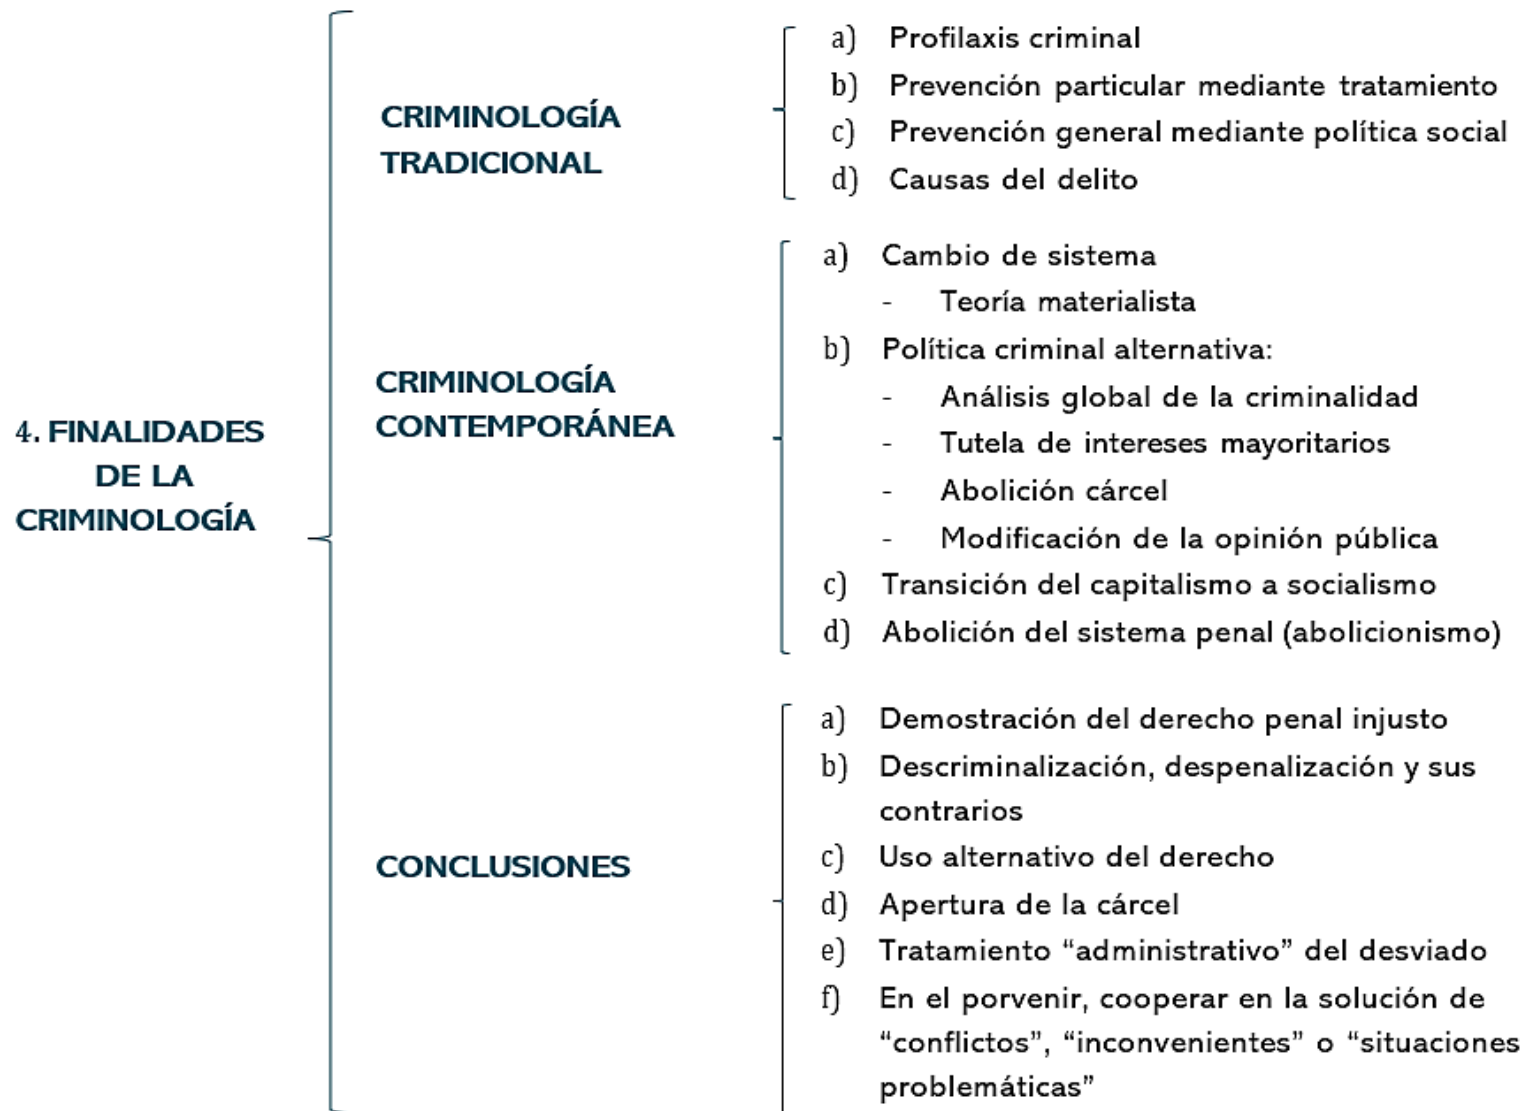 4. FINALIDADES
DE LA
CRIMINOLOGÍA
CRIMINOLOGÍA
TRADICIONAL
a) Profilaxis criminal
b) Prevención particular mediante tratamiento
c) Prevención general mediante política social
d) Causas del delito
CRIMINOLOGÍA
CONTEMPORÁNEA
a) Cambio de sistema
- Teoría materialista
b) Política criminal alternativa:
- Análisis global de la criminalidad
- Tutela de intereses mayoritarios
- Abolición cárcel
- Modificación de la opinión pública
c) Transición del capitalismo a socialismo
d) Abolición del sistema penal (abolicionismo)
CONCLUSIONES
a) Demostración del derecho penal injusto
b) Descriminalización, despenalización y sus
contrarios
c) Uso alternativo del derecho
d) Apertura de la cárcel
e) Tratamiento “administrativo” del desviado
f) En el porvenir, cooperar en la solución de
“conflictos”, “inconvenientes” o “situaciones
problemáticas”